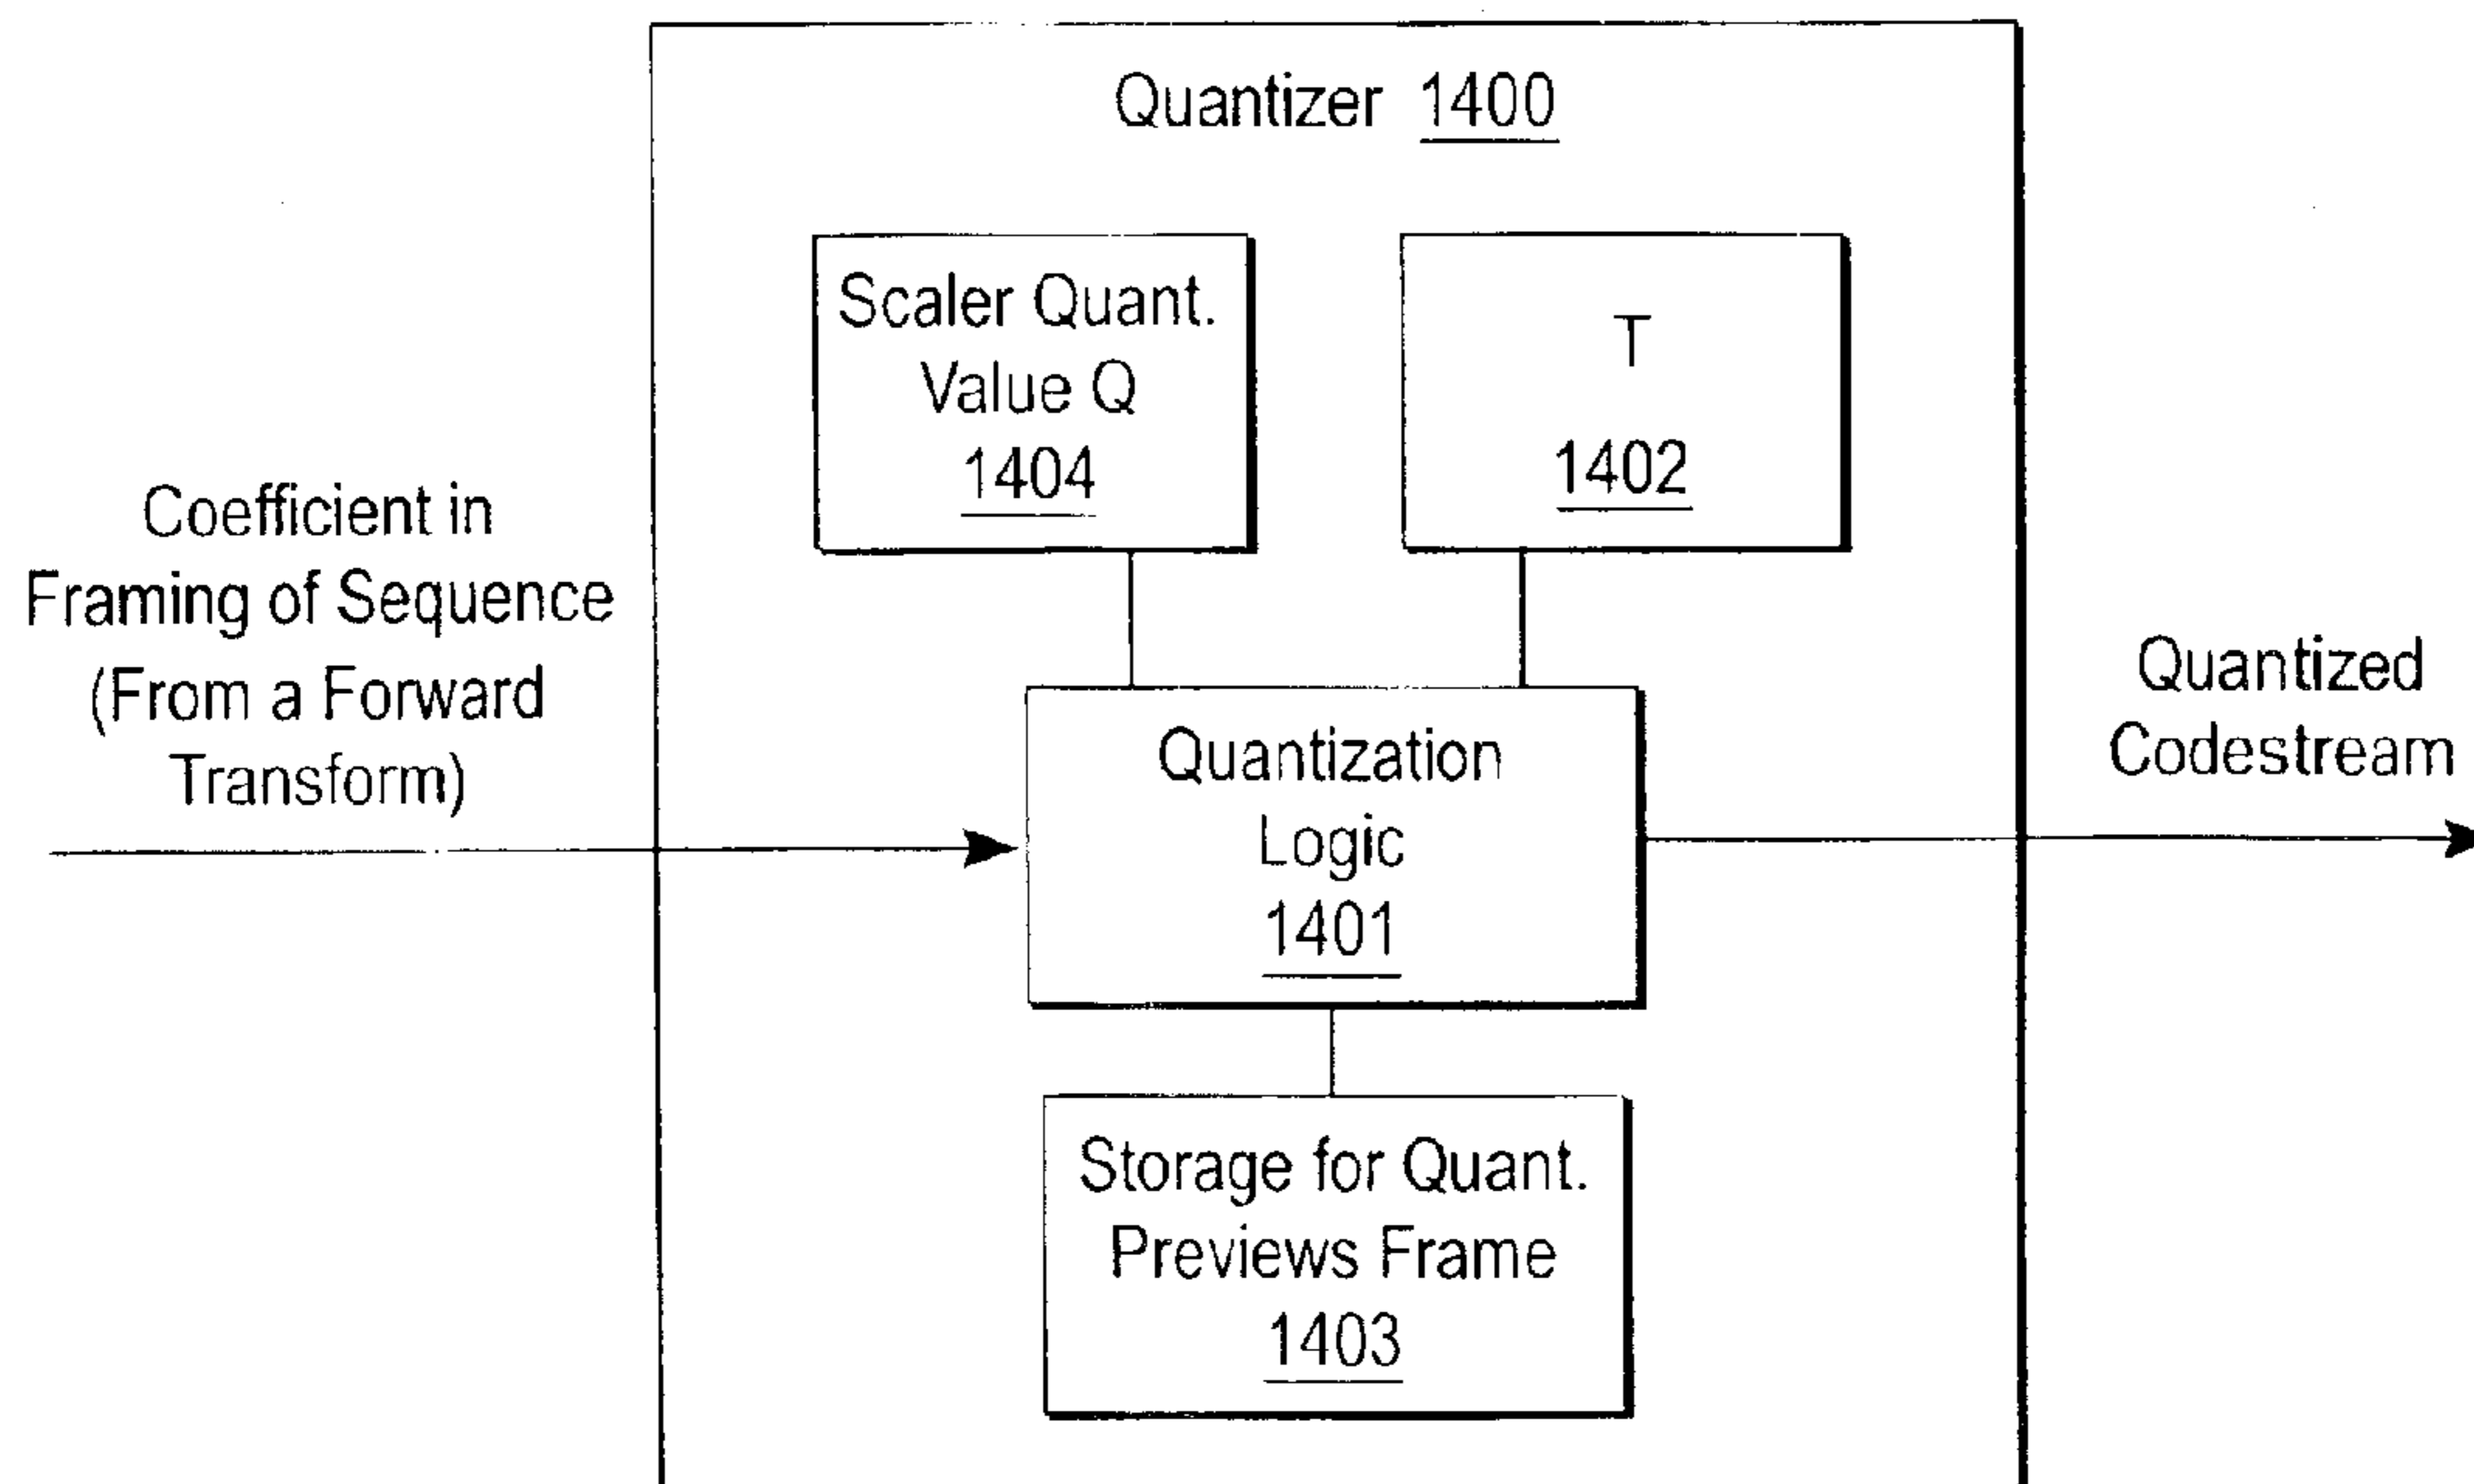 Quantizer 1400
Scaler Quant.
Value Q
1404
T
1402
Coefficient in
Framing of Sequence
(From a Forward
Transform)
Quantization
Logic
1401
Quantized
Codestream
Storage for Quant.
Previews Frame
1403